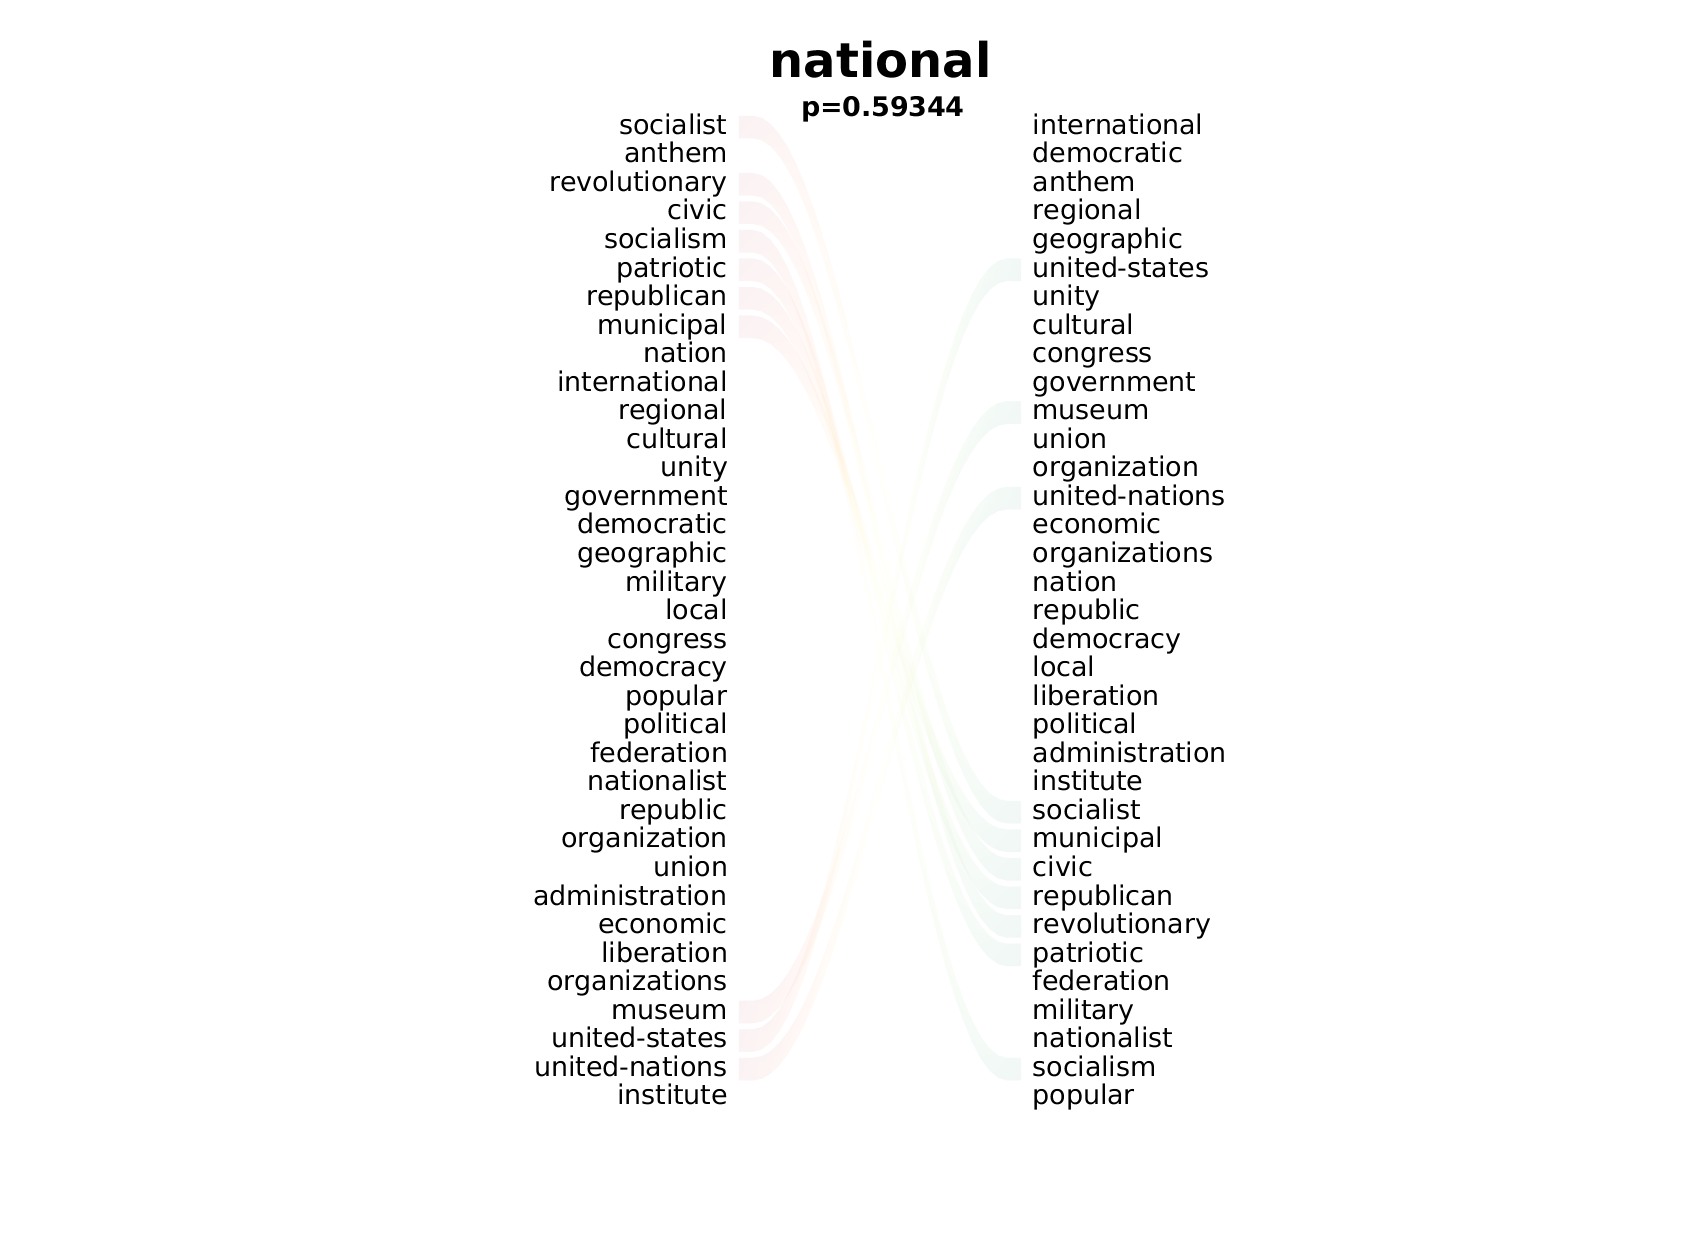 national
p=0.59344
socialist international
anthem democratic
revolutionary anthem
civic regional
socialism geographic
patriotic united-states
republican unity
municipal cultural
nation congress
international government
regional museum
cultural union
unity organization
government united-nations
democratic economic
geographic organizations
military nation
local republic
congress democracy
democracy local
popular liberation
political political
federation administration
nationalist institute
republic socialist
organization municipal
union civic
administration republican
economic revolutionary
liberation patriotic
organizations federation
museum military
united-states nationalist
united-nations socialism
institute popular